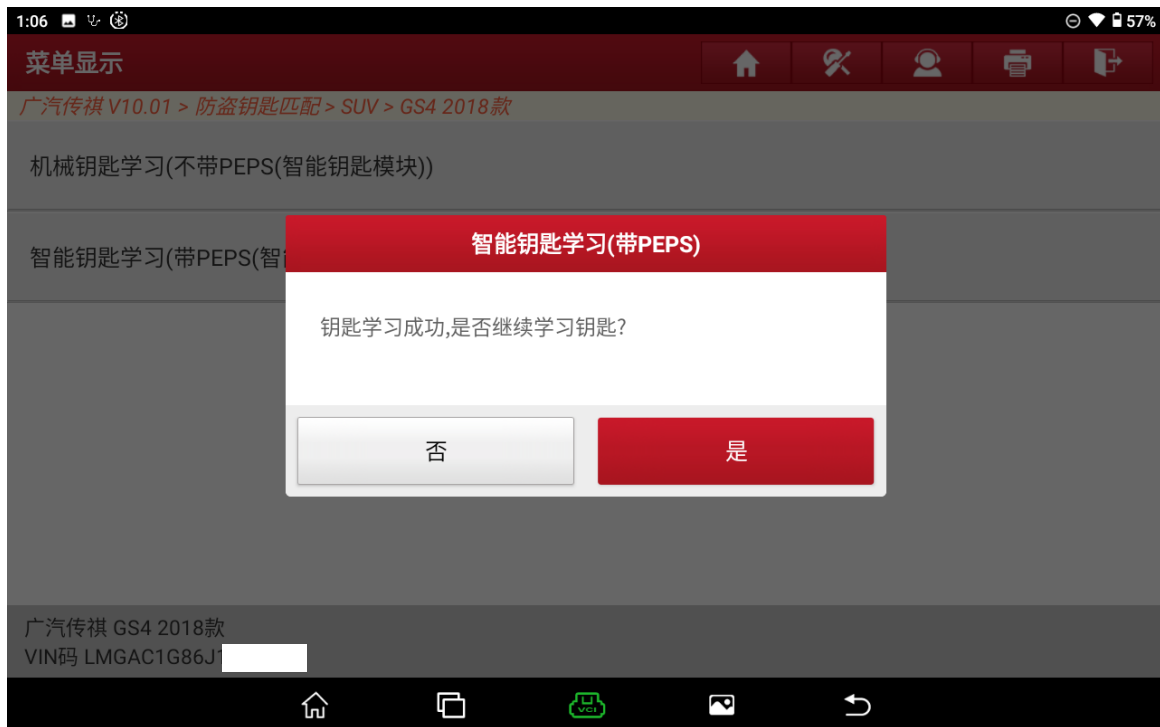 1:06
57%
菜单显示
广汽传祺 V10.01 > 防盗钥匙匹配 > SUV > GS4 2018款
机械钥匙学习(不带PEPS(智能钥匙模块))
智能钥匙学习(带PEPS(智
智能钥匙学习(带PEPS)
钥匙学习成功,是否继续学习钥匙?
否
是
广汽传祺 GS4 2018款
VIN码 LMGAC1G86J1
VCI